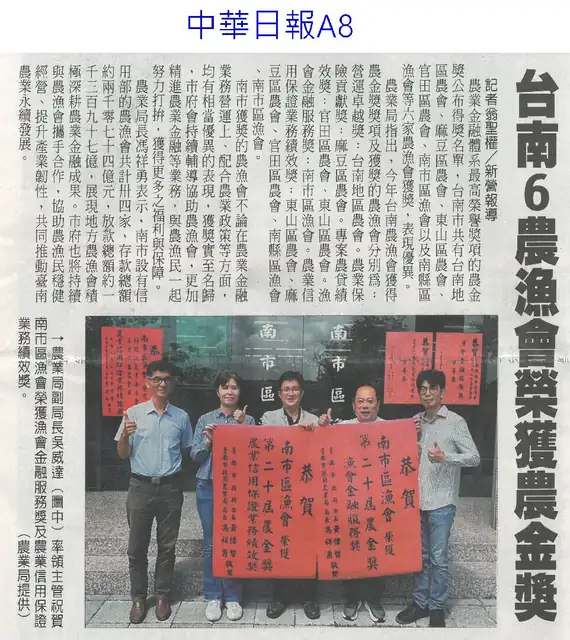 中華日報A8
台南6農漁會榮獲農金獎
記者翁聖權／新營報導
農業金融體系最高榮譽獎項的農金
獎公布得獎名單，台南市共有台南地
區農會、麻豆區農會、東山區農會、
官田區農會、南市區漁會以及南縣區
漁會等六家農漁會獲獎，表現優異。
農業局指出，今年台南農漁會獲得
農金獎獎項及獲獎的農漁會分別爲：
營運卓越獎：台南地區農會。農業保
險貢獻獎：麻豆區農會。專案農貸績
效獎：官田區農會、南市區漁會。漁
會金融服務獎：南市區漁會。農業信
用保證業務績效獎：東山區農會、麻
豆區農會、官田區農會、南縣區漁會
、南市區漁會。
南市獲獎的農漁會不論在農業金融
業務營運上、配合農業政策等方面，
均有相當優異的表現，獲獎實至名歸
，市府會持續輔導協助農漁會，更加
精進農業金融等業務，與農漁民一起
努力打拚，獲得更多之福利與保障。
農業局長馮祥勇表示，南市設有信
用部的農漁會共計卅四家，存款總額
約兩千零七十四億元，放款總額約一
千三百九十七億，展現地方農漁會積
極深耕農業金融成果。市府也將持續
與農漁會攜手合作，協助農漁民穩健
經營、提升產業韌性，共同推動臺南
農業永續發展。
南市區
南市區
恭賀
南市區漁會 榮獲
第二十屆農金獎
漁會金融服務獎
恭賀
南市區漁會 榮獲
第二十屆農金獎
農業信用保證業務績效獎
→農業局副局長吳威達（圖中）率領主管祝賀
南市區漁會榮獲漁會金融服務獎及農業信用保證
業務績效獎。
（農業局提供）